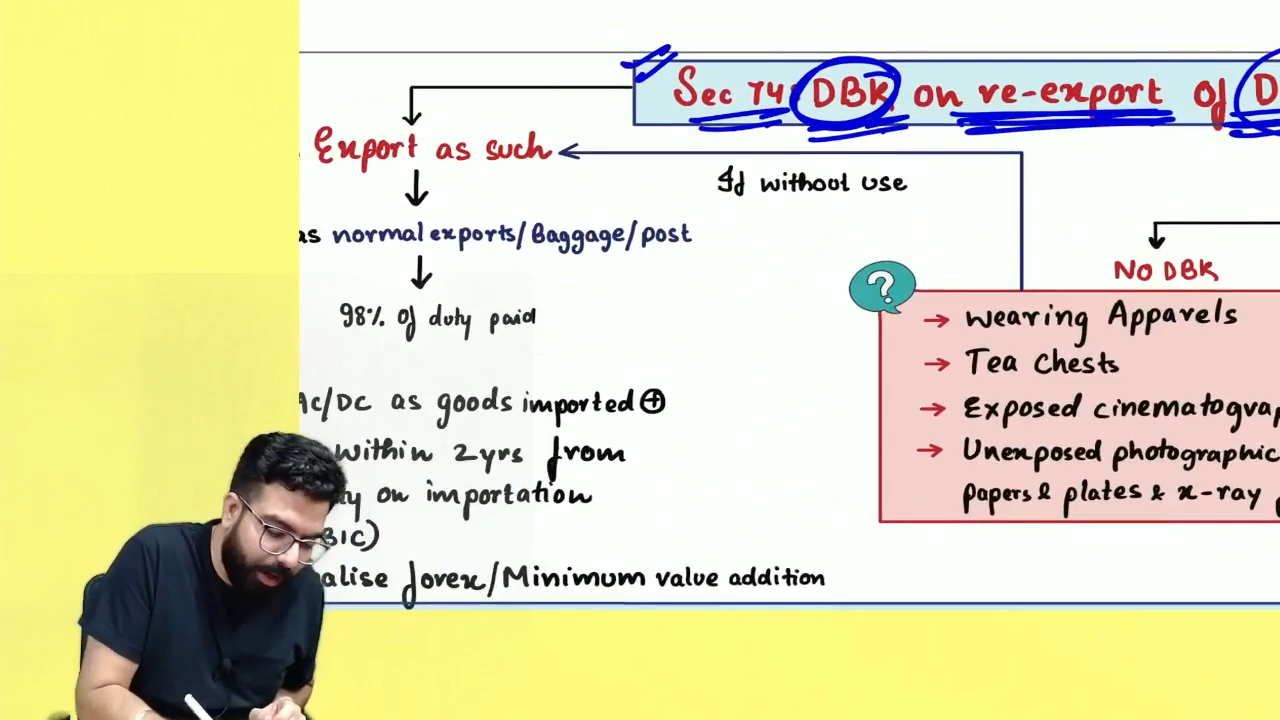 Sec 74: DBK on re-export of D
Export as such
If without use
as normal exports/Baggage/post
NO DBK
98% of duty paid
?
→ wearing Apparels
→ Tea Chests
→ Exposed cinematogra
→ Unexposed photographic
papers & plates & x-ray
AC/DC as goods imported ⊕
within 2yrs from
on importation
BIC)
alise forex/Minimum value addition